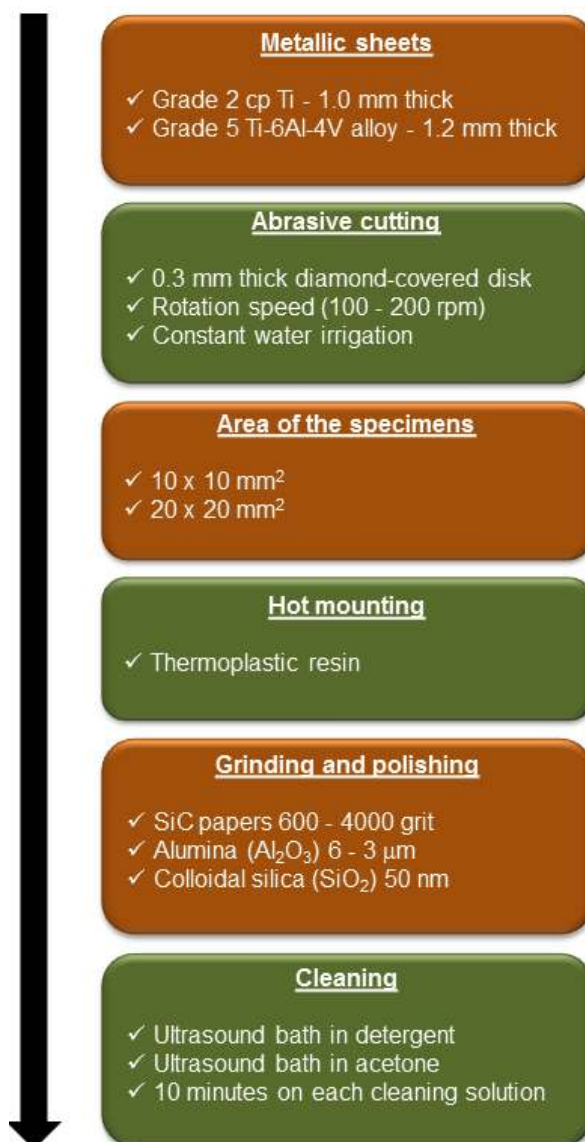 Metallic sheets
✓ Grade 2 cp Ti - 1.0 mm thick
✓ Grade 5 Ti-6Al-4V alloy - 1.2 mm thick
Abrasive cutting
✓ 0.3 mm thick diamond-covered disk
✓ Rotation speed (100 - 200 rpm)
✓ Constant water irrigation
Area of the specimens
✓ 10 x 10 mm²
✓ 20 x 20 mm²
Hot mounting
✓ Thermoplastic resin
Grinding and polishing
✓ SiC papers 600 - 4000 grit
✓ Alumina (Al₂O₃) 6 - 3 μm
✓ Colloidal silica (SiO₂) 50 nm
Cleaning
✓ Ultrasound bath in detergent
✓ Ultrasound bath in acetone
✓ 10 minutes on each cleaning solution